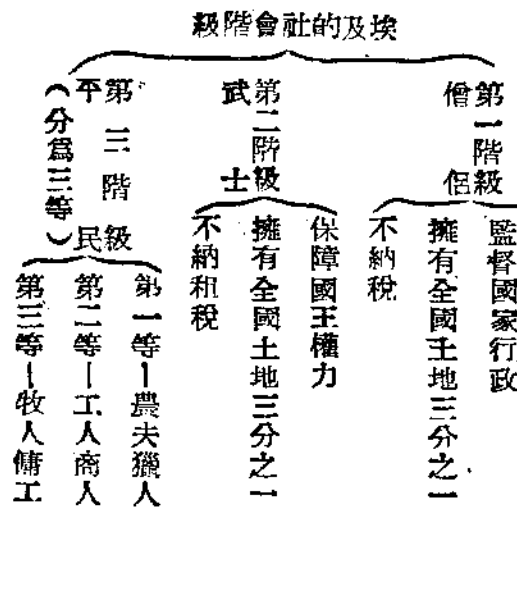 埃及的社會階級
第一階級
僧侶
監督國家行政
擁有全國土地三分之一
不納稅
第二階級
武士
保障國王權力
擁有全國土地三分之一
不納租稅
第三階級
平民
(分爲三等)
第一等—農夫獵人
第二等—工人商人
第三等—牧人傭工